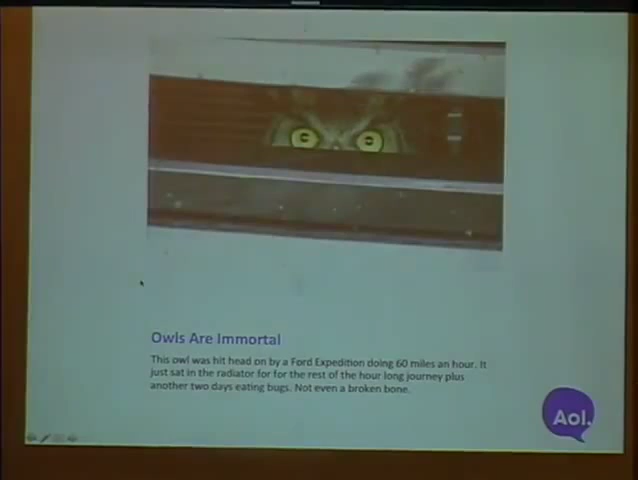 Owls Are Immortal
This owl was hit head on by a Ford Expedition doing 60 miles an hour. It
just sat in the radiator for for the rest of the hour long journey plus
another two days eating bugs. Not even a broken bone.
Aol.